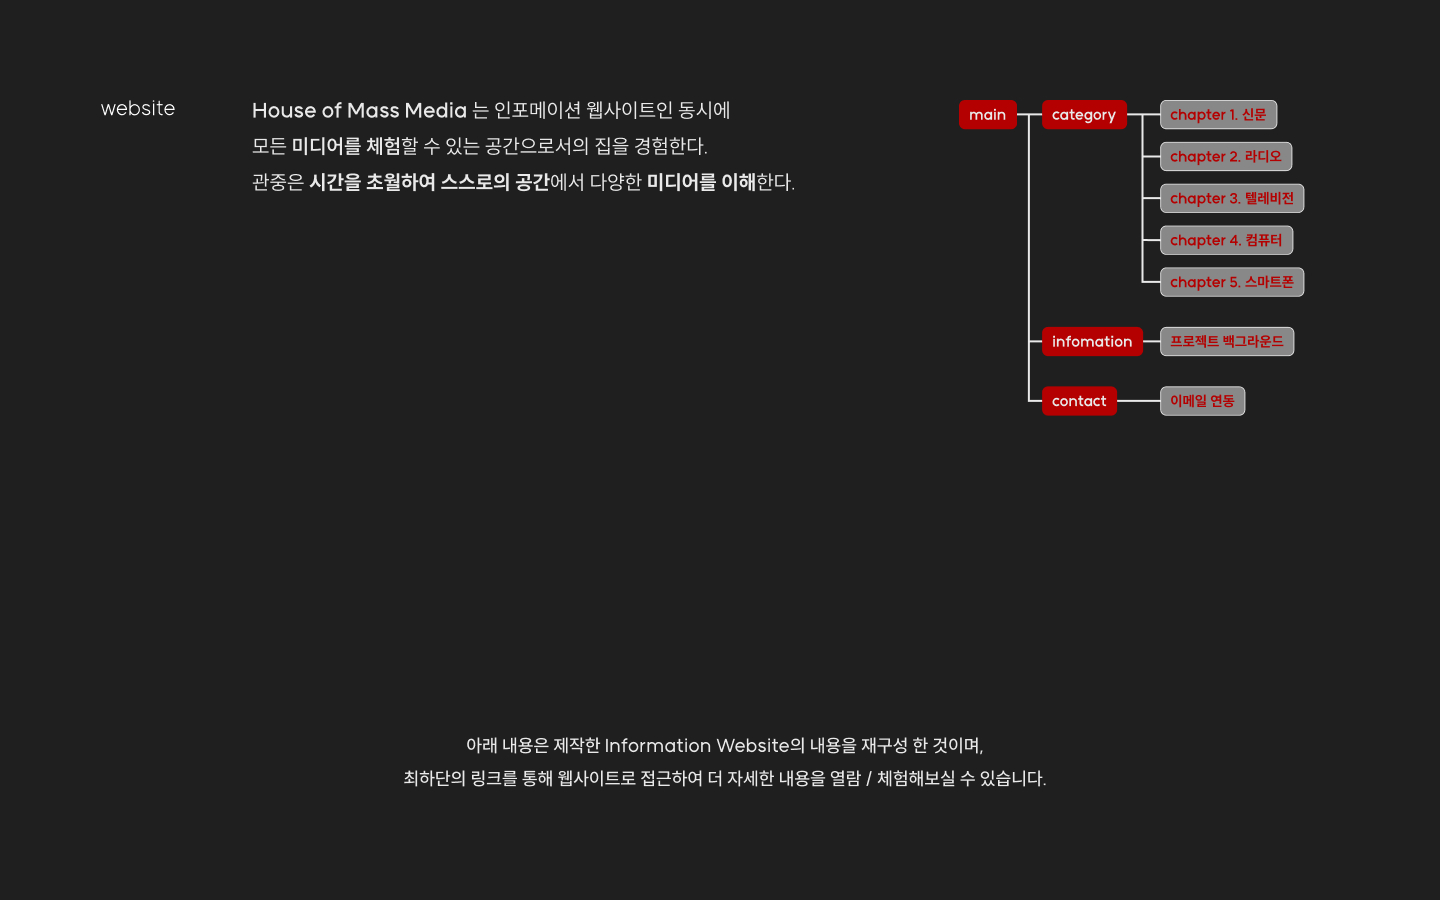 website
House of Mass Media 는 인포메이션 웹사이트인 동시에
모든 미디어를 체험할 수 있는 공간으로서의 집을 경험한다.
관중은 시간을 초월하여 스스로의 공간에서 다양한 미디어를 이해한다.
main
category
chapter 1. 신문
chapter 2. 라디오
chapter 3. 텔레비전
chapter 4. 컴퓨터
chapter 5. 스마트폰
infomation
프로젝트 백그라운드
contact
이메일 연동
아래 내용은 제작한 Information Website의 내용을 재구성 한 것이며,
최하단의 링크를 통해 웹사이트로 접근하여 더 자세한 내용을 열람 / 체험해보실 수 있습니다.